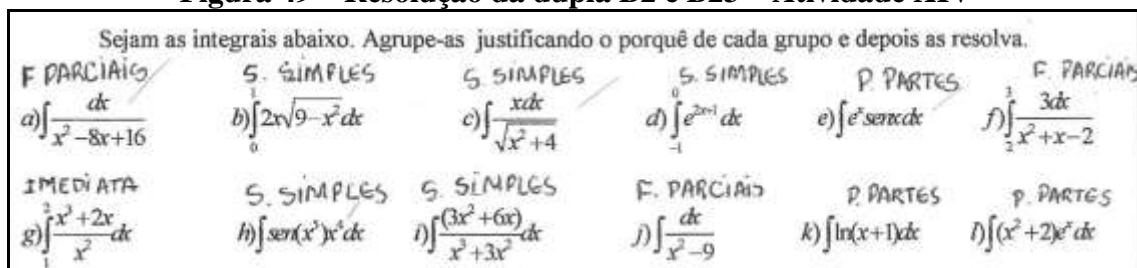 Figura 49 – Resolução da dupla B2 e B23 – Atividade XIV
Sejam as integrais abaixo. Agrupe-as justificando o porquê de cada grupo e depois as resolva.
F PARCIAIS S. SIMPLES S. SIMPLES S. SIMPLES P. PARTES F. PARCIAIS
a) ∫ dx/(x²−8x+16) b) ∫₀¹ 2x√(9−x²) dx c) ∫ xdx/√(x²+4) d) ∫₋₁⁰ e²ˣ⁺¹ dx e) ∫ eˣ senx dx f) ∫₂³ 3dx/(x²+x−2)
IMEDIATA S. SIMPLES S. SIMPLES F. PARCIAIS P. PARTES P. PARTES
g) ∫₁² (x³+2x)/x² dx h) ∫ sen(x⁵)x⁴ dx i) ∫ (3x²+6x)/(x³+3x²) dx j) ∫ dx/(x²−9) k) ∫ ln(x+1)dx l) ∫ (x²+2)eˣ dx